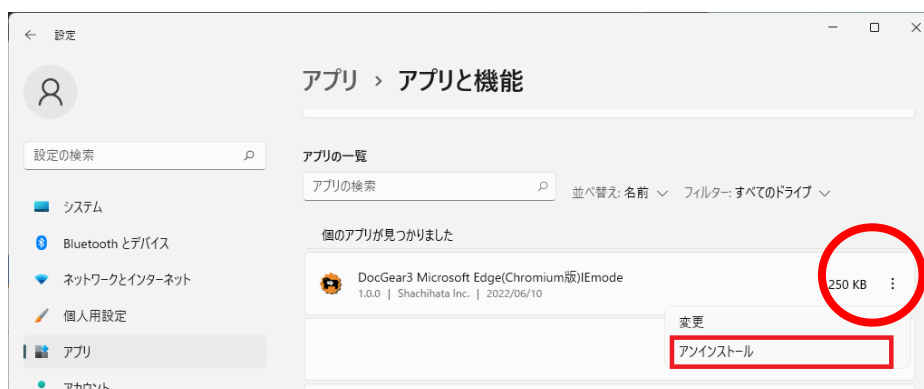 ← 設定
アプリ › アプリと機能
設定の検索
アプリの一覧
アプリの検索
並べ替え: 名前 フィルター: すべてのドライブ
システム
個のアプリが見つかりました
Bluetooth とデバイス
DocGear3 Microsoft Edge(Chromium版)IEmode
250 KB
1.0.0 | Shachihata Inc. | 2022/06/10
ネットワークとインターネット
個人用設定
変更
アプリ
アンインストール
アカウント